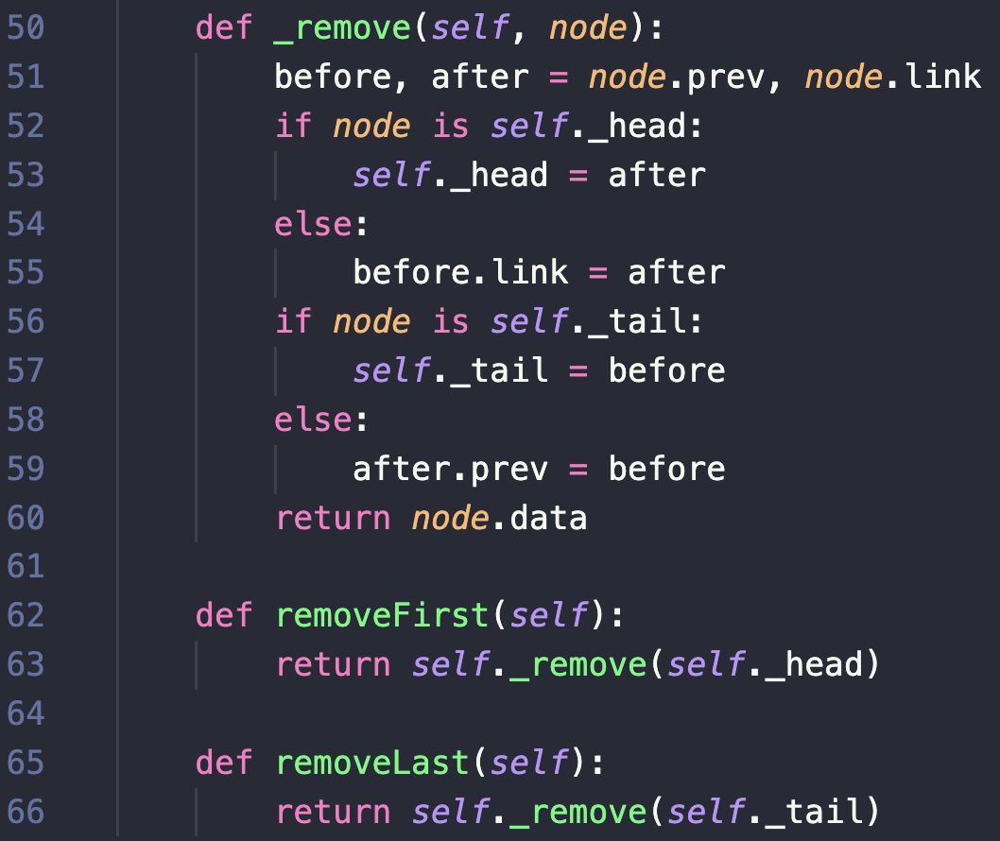 50 def _remove(self, node):
51 before, after = node.prev, node.link
52 if node is self._head:
53 self._head = after
54 else:
55 before.link = after
56 if node is self._tail:
57 self._tail = before
58 else:
59 after.prev = before
60 return node.data
61
62 def removeFirst(self):
63 return self._remove(self._head)
64
65 def removeLast(self):
66 return self._remove(self._tail)